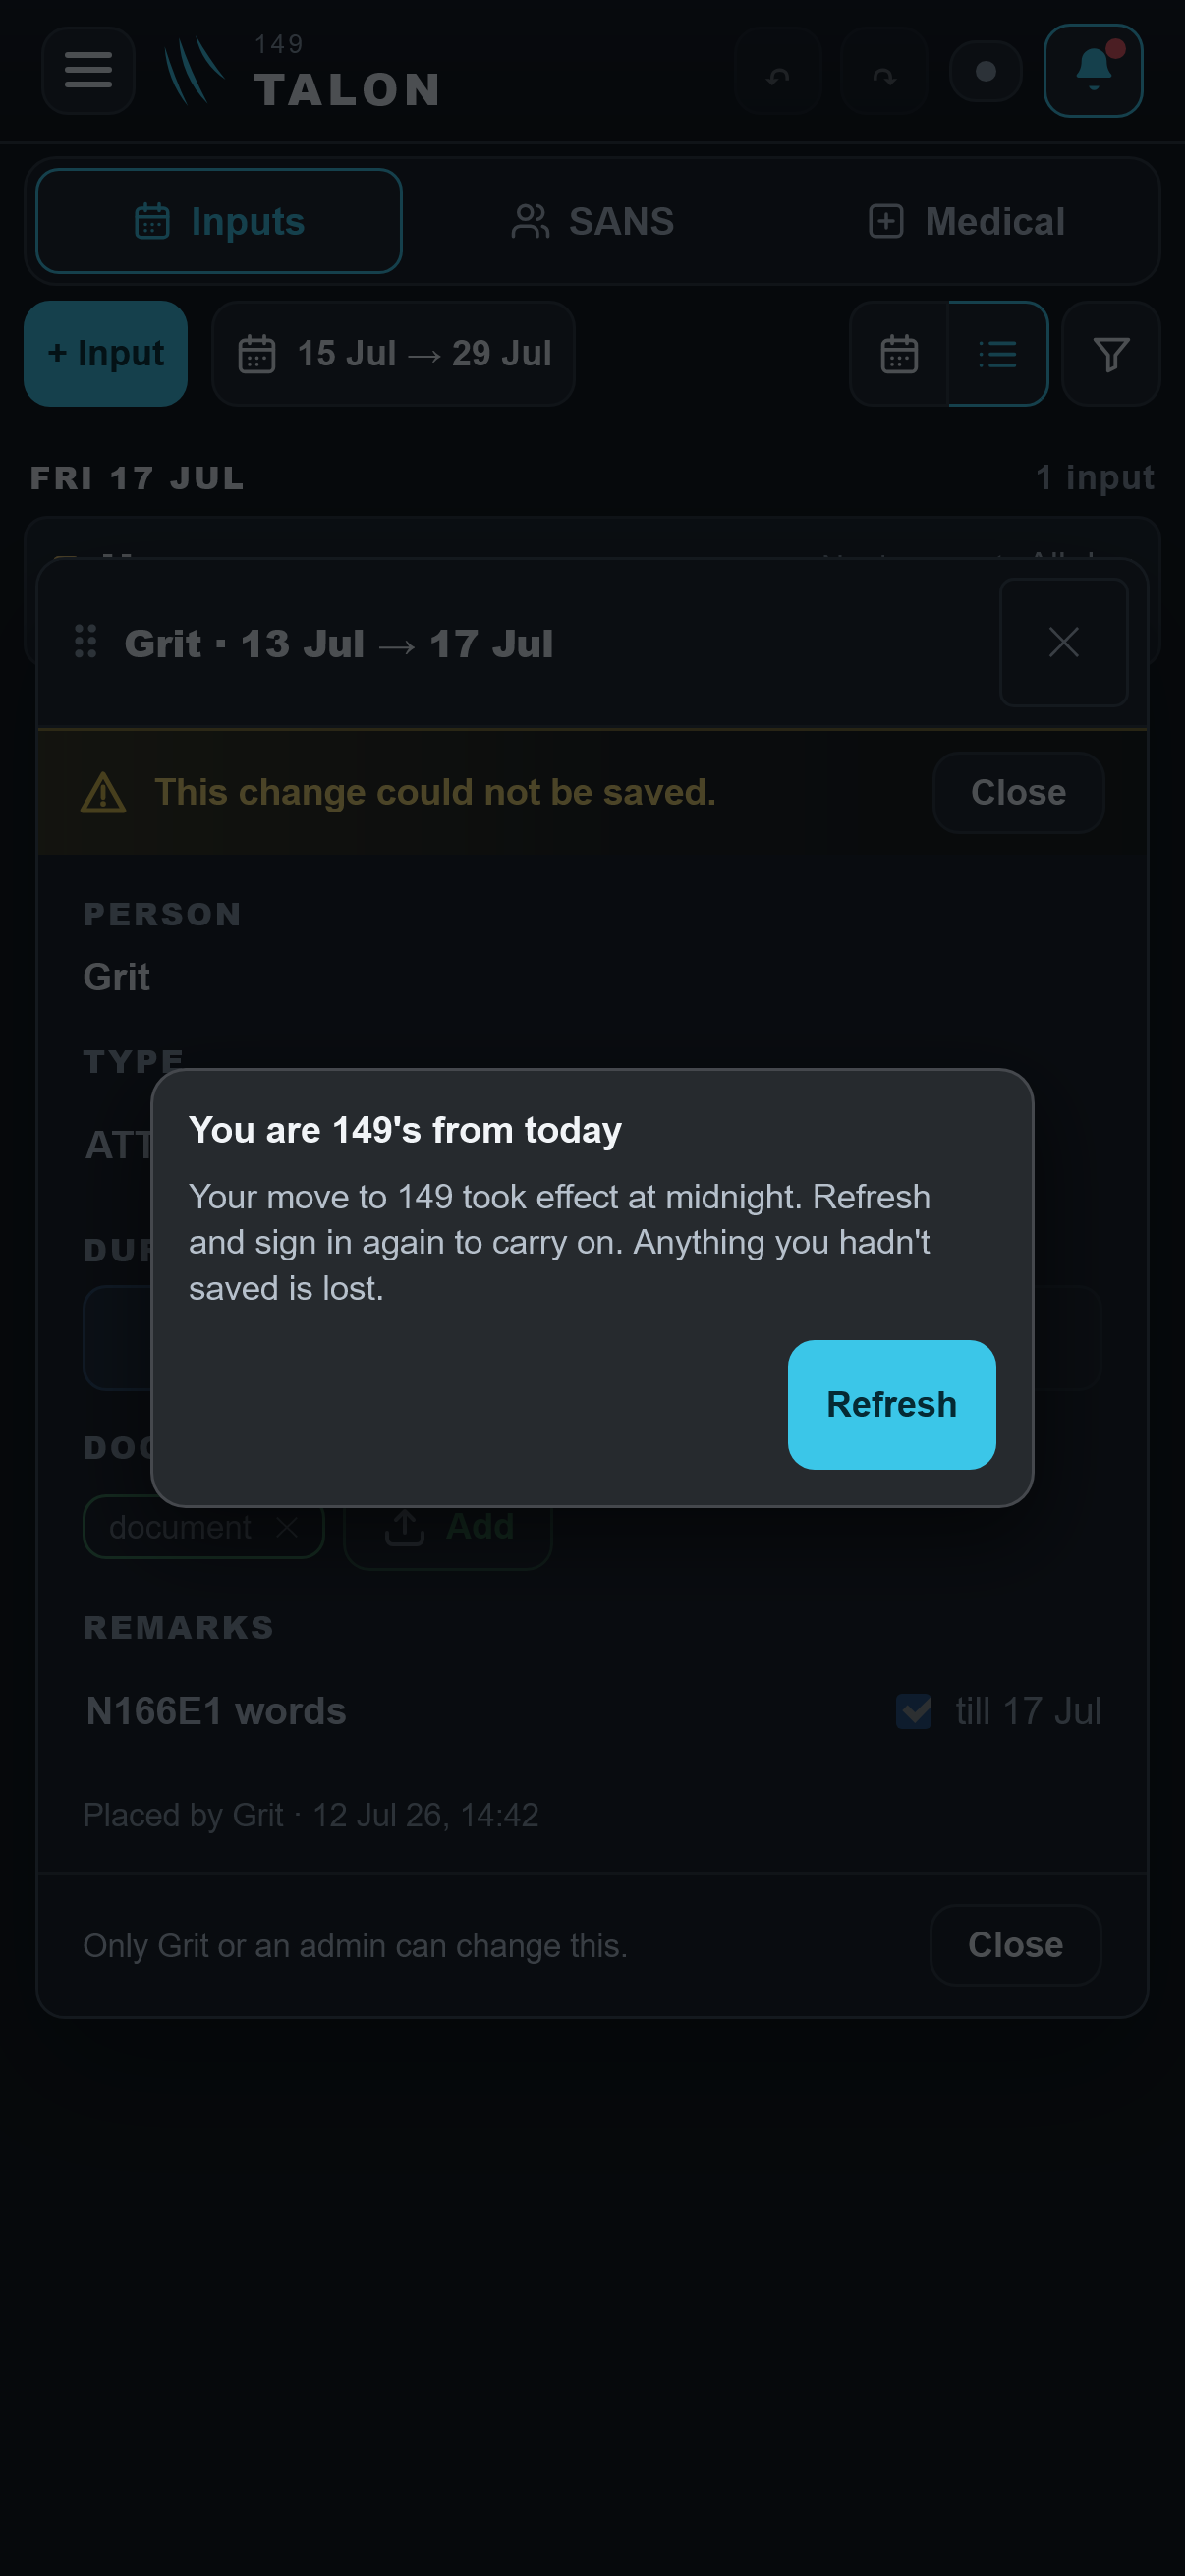 149
TALON
Inputs
SANS
Medical
+ Input
15 Jul → 29 Jul
FRI 17 JUL
1 input
Grit · 13 Jul → 17 Jul
This change could not be saved.
Close
PERSON
Grit
TYPE
You are 149's from today
Your move to 149 took effect at midnight. Refresh
and sign in again to carry on. Anything you hadn't
saved is lost.
Refresh
document
Add
REMARKS
N166E1 words
till 17 Jul
Placed by Grit · 12 Jul 26, 14:42
Only Grit or an admin can change this.
Close